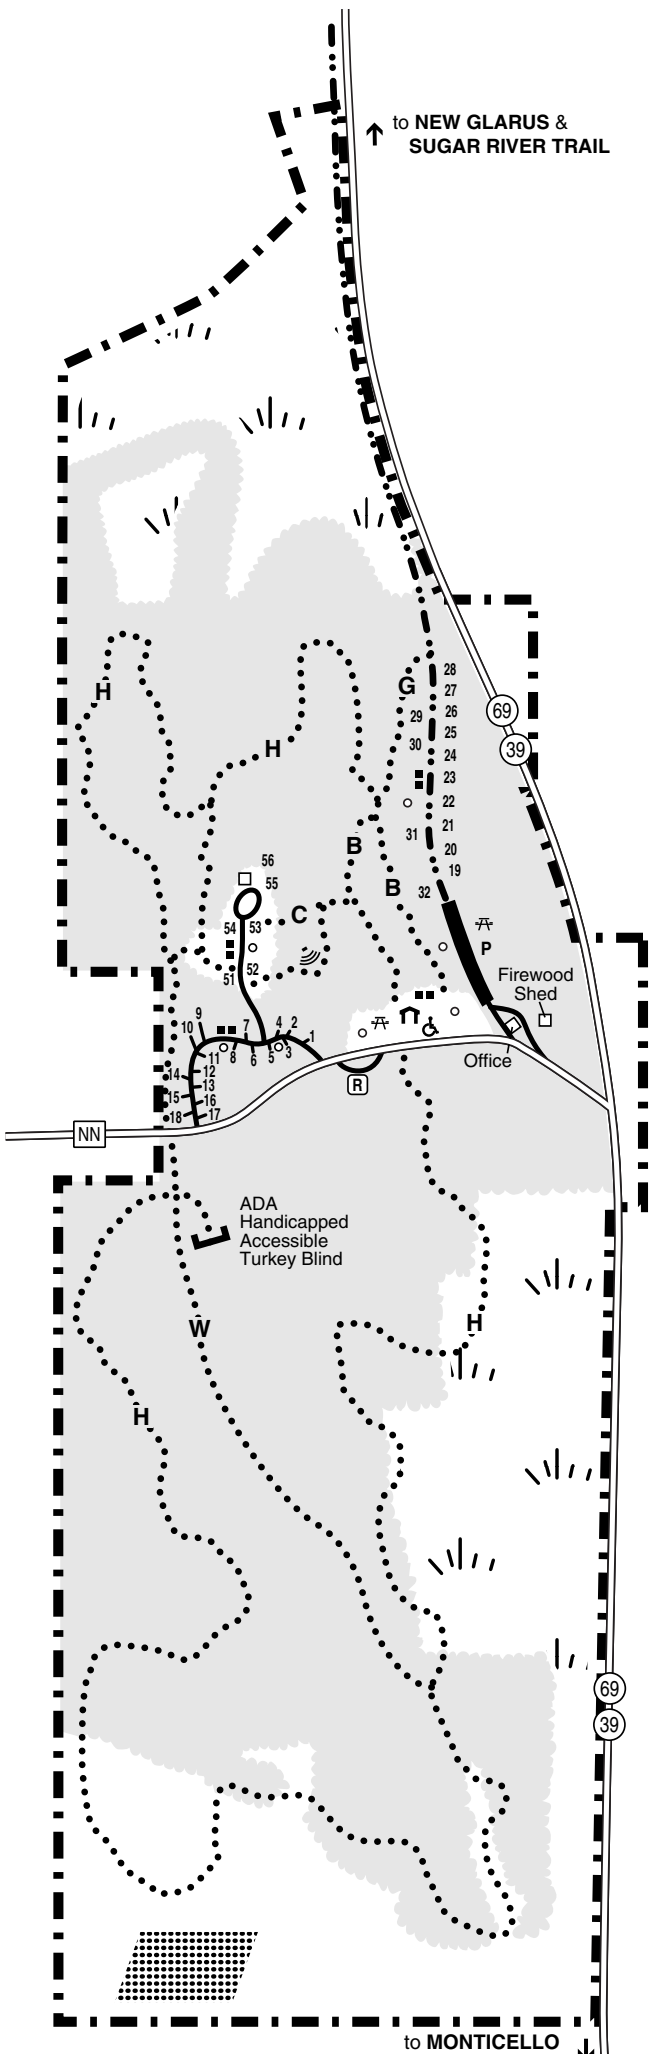 to NEW GLARUS &
SUGAR RIVER TRAIL
28
G
H
27
69
26
29
25
30
H
39
24
23
22
21
31
B
20
56
19
55
B
32
C
54
53
P
52
Firewood
Shed
51
9
4
2
10
7
1
11
8
6
5
3
Office
14
12
R
13
15
16
18
17
NN
ADA
Handicapped
Accessible
Turkey Blind
W
H
H
69
39
to MONTICELLO